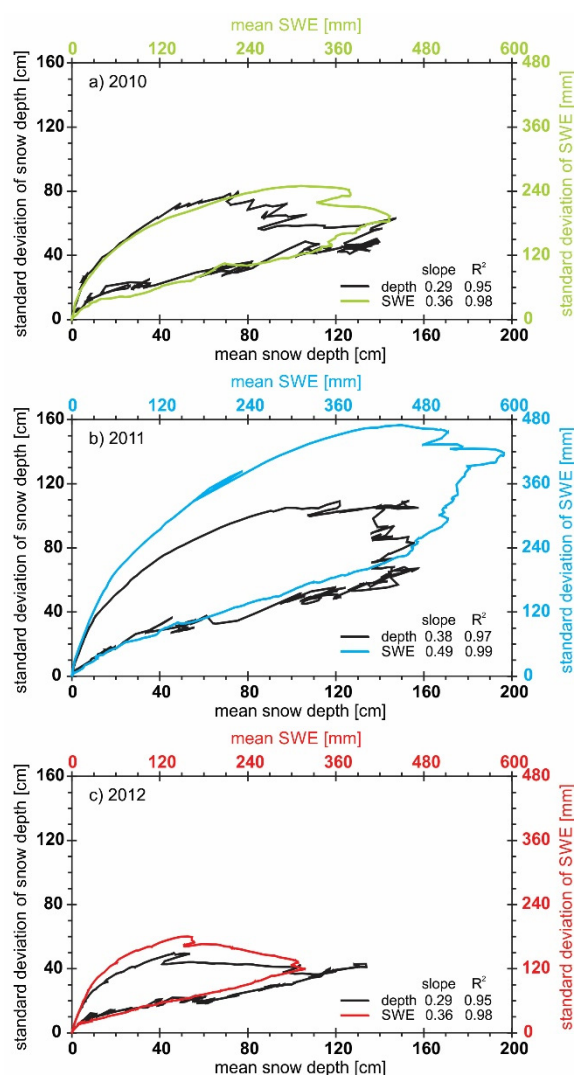 mean SWE [mm]
0 120 240 360 480 600
160 480
a) 2010
120 360
80 240
40 120
slope R²
depth 0.29 0.95
SWE 0.36 0.98
0 0
0 40 80 120 160 200
mean snow depth [cm]
standard deviation of snow depth [cm]
standard deviation of SWE [mm]
mean SWE [mm]
0 120 240 360 480 600
160 480
b) 2011
120 360
80 240
40 120
slope R²
depth 0.38 0.97
SWE 0.49 0.99
0 0
0 40 80 120 160 200
mean snow depth [cm]
standard deviation of snow depth [cm]
standard deviation of SWE [mm]
mean SWE [mm]
0 120 240 360 480 600
160 480
c) 2012
120 360
80 240
40 120
slope R²
depth 0.29 0.95
SWE 0.36 0.98
0 0
0 40 80 120 160 200
mean snow depth [cm]
standard deviation of snow depth [cm]
standard deviation of SWE [mm]